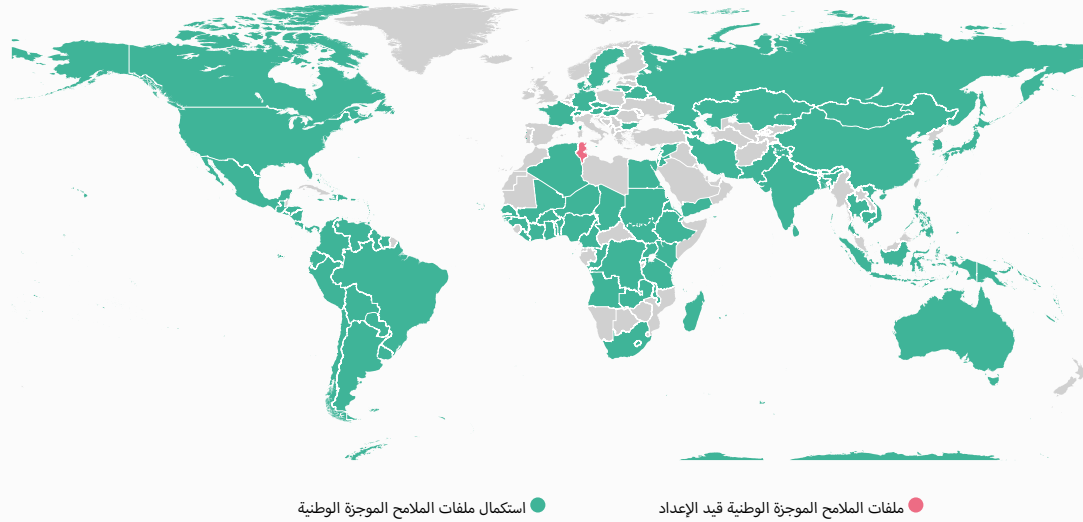 ملفات الملامح الموجزة الوطنية قيد الإعداد
استكمال ملفات الملامح الموجزة الوطنية